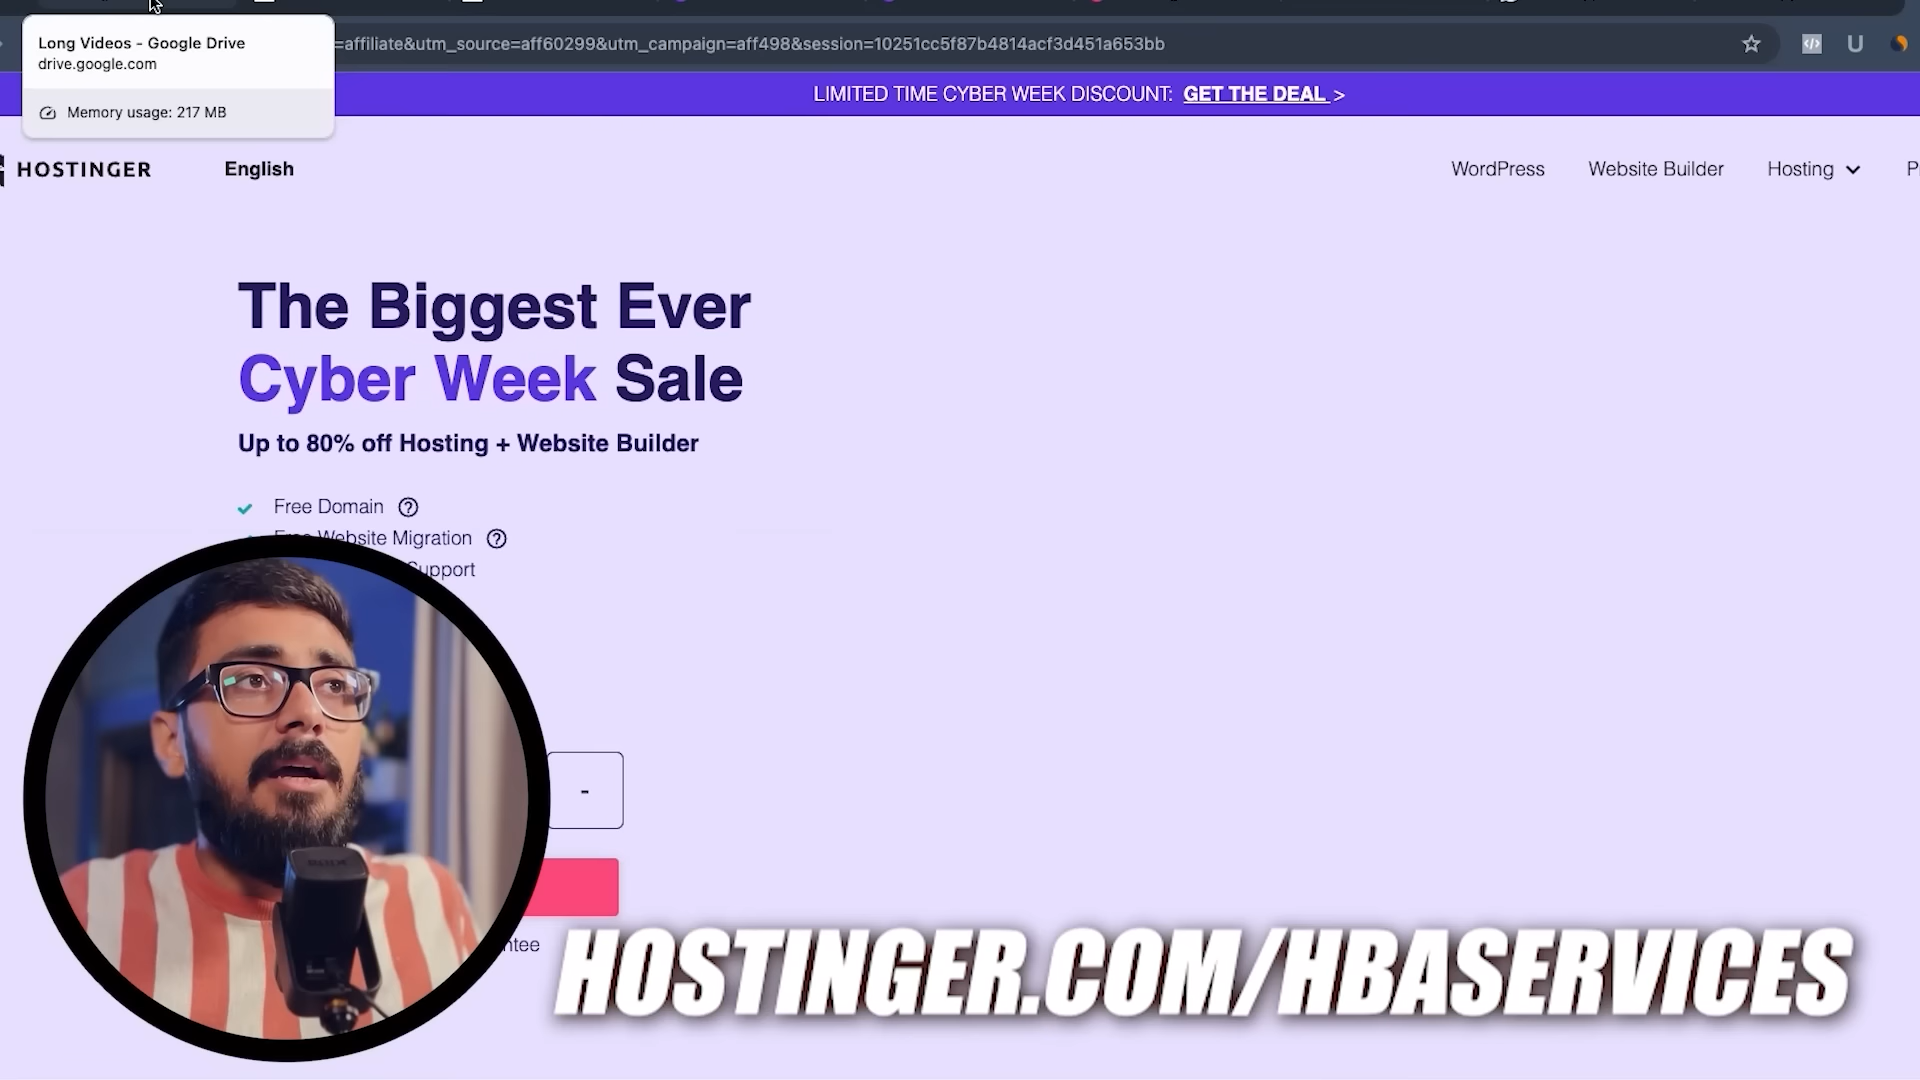 Long Videos - Google Drive
drive.google.com
=affiliate&utm_source=aff60299&utm_campaign=aff498&session=10251cc5f87b4814acf3d451a653bb
Memory usage: 217 MB
LIMITED TIME CYBER WEEK DISCOUNT: GET THE DEAL >
HOSTINGER
English
WordPress
Website Builder
Hosting
The Biggest Ever
Cyber Week Sale
Up to 80% off Hosting + Website Builder
Free Domain
Free Website Migration
Support
-
HOSTINGER.COM/HBASERVICES